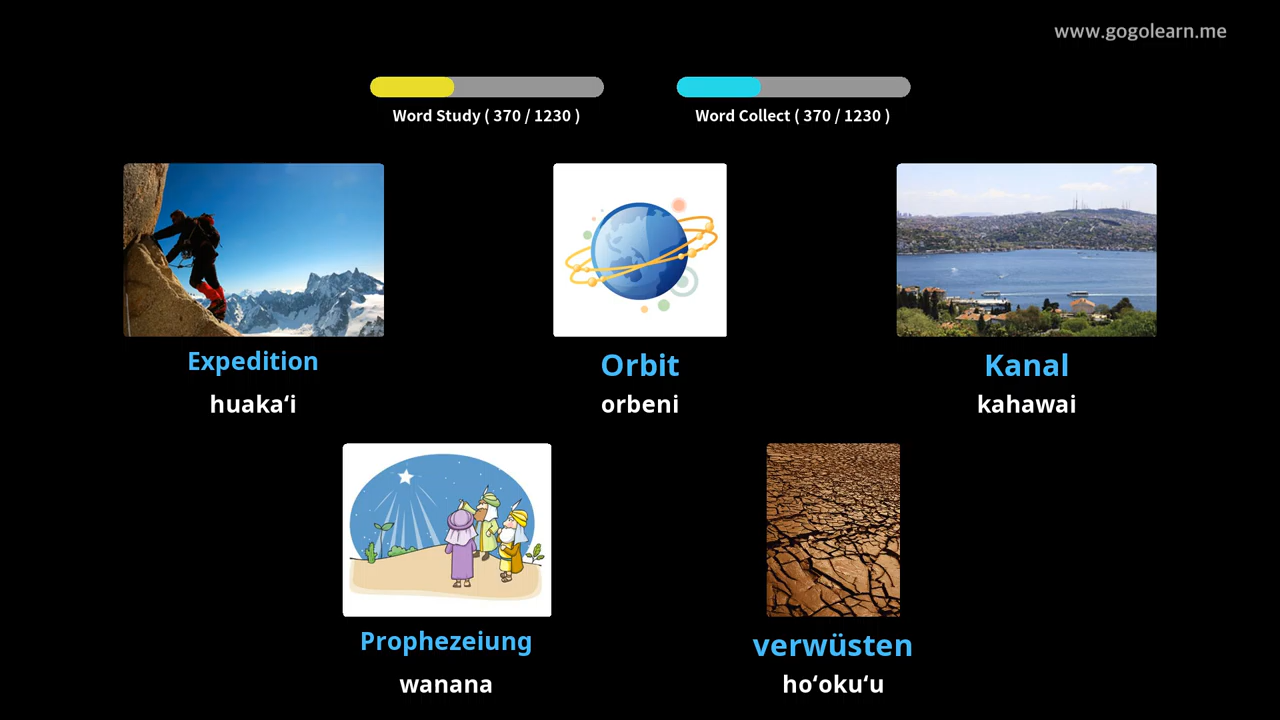 www.gogolearn.me
Word Study ( 370 / 1230 )
Word Collect ( 370 / 1230 )
Expedition
huakaʻi
Orbit
orbeni
Kanal
kahawai
Prophezeiung
wanana
verwüsten
hoʻokuʻu